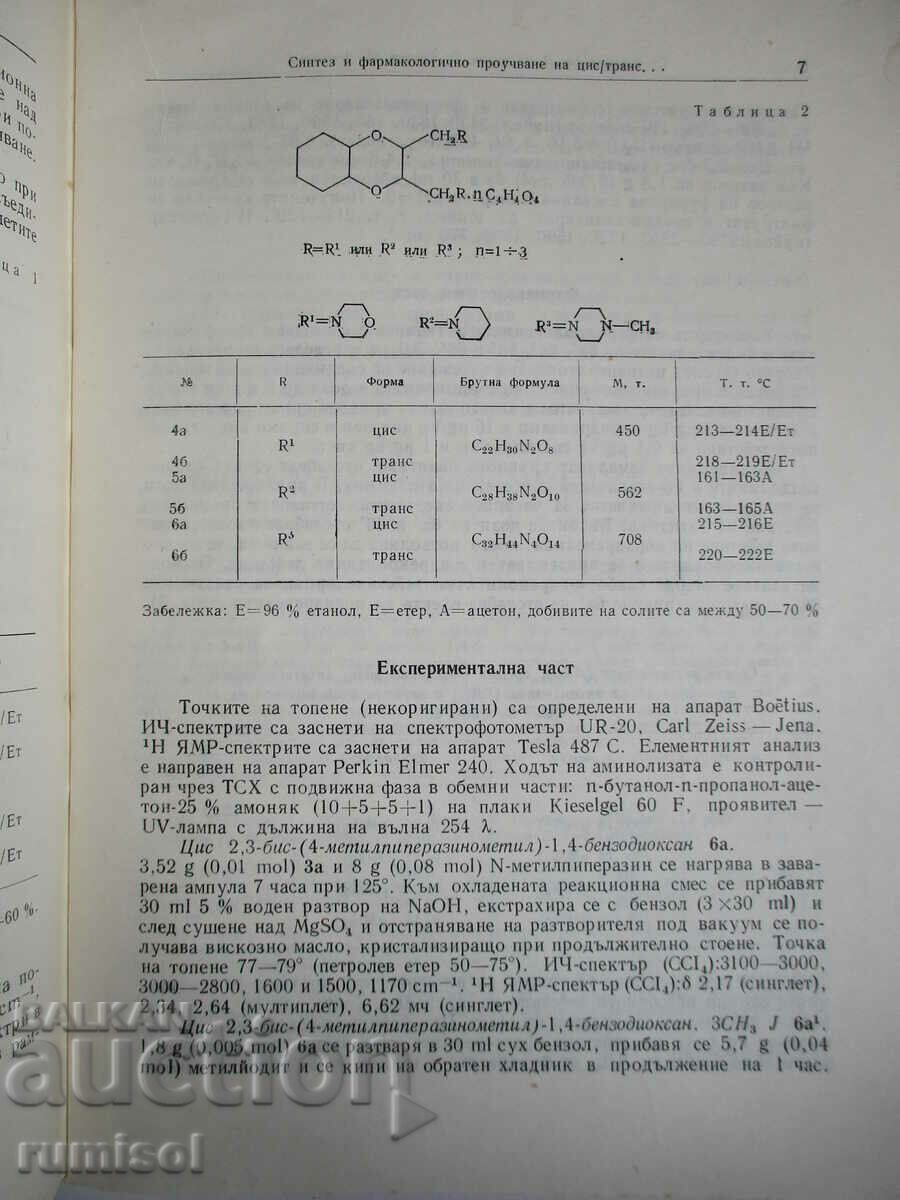 Синтез и фармакологично проучване на цис/транс. . .
7
Таблица 2
O
CH₂R
O
CH₂R.nC₄H₄O₄
R=R¹ или R² или R³; n=1÷3
R¹=N O
R²=N
R³=N N—CH₃
№ R Форма Брутна формула М. т. Т. т. °C
4а цис 450 213—214Е/Ет
R¹ C₂₂H₃₀N₂O₈
4б транс 218—219Е/Ет
5а цис 161—163А
R² C₂₈H₃₈N₂O₁₀ 562
5б транс 163—165А
6а цис 215—216Е
R³ C₃₂H₄₄N₄O₁₄ 708
6б транс 220—222Е
Забележка: Е=96 % етанол, Е=етер, А=ацетон, добивите на солите са между 50—70 %
Експериментална част
Точките на топене (некоригирани) са определени на апарат Boëtius.
ИЧ-спектрите са заснети на спектрофотометър UR-20, Carl Zeiss — Jena.
¹H ЯМР-спектрите са заснети на апарат Tesla 487 C. Елементният анализ
е направен на апарат Perkin Elmer 240. Ходът на аминолизата е контроли-
ран чрез ТСХ с подвижна фаза в обемни части: n-бутанол-n-пропанол-аце-
тон-25 % амоняк (10+5+5+1) на плаки Kieselgel 60 F, проявител —
UV-лампа с дължина на вълна 254 λ.
Цис 2,3-бис-(4-метилпиперазинометил)-1,4-бензодиоксан 6а.
3,52 g (0,01 mol) 3а и 8 g (0,08 mol) N-метилпиперазин се нагрява в зава-
рена ампула 7 часа при 125°. Към охладената реакционна смес се прибавят
30 ml 5 % воден разтвор на NaOH, екстрахира се с бензол (3×30 ml) и
след сушене над MgSO₄ и отстраняване на разтворителя под вакуум се по-
лучава вискозно масло, кристализиращо при продължително стоене. Точка
на топене 77—79° (петролев етер 50—75°). ИЧ-спектър (CCl₄):3100—3000,
3000—2800, 1600 и 1500, 1170 cm⁻¹. ¹H ЯМР-спектър (CCl₄):δ 2,17 (синглет),
2,34, 2,64 (мултиплет), 6,62 мч (синглет).
Цис 2,3-бис-(4-метилпиперазинометил)-1,4-бензодиоксан. 3CH₃ J 6а¹.
1,8 g (0,005 mol) 6а се разтваря в 30 ml сух бензол, прибавя се 5,7 g (0,04
mol) метилйодит и се кипи на обратен хладник в продължение на 1 час.
BALKAN
auction
rumisol